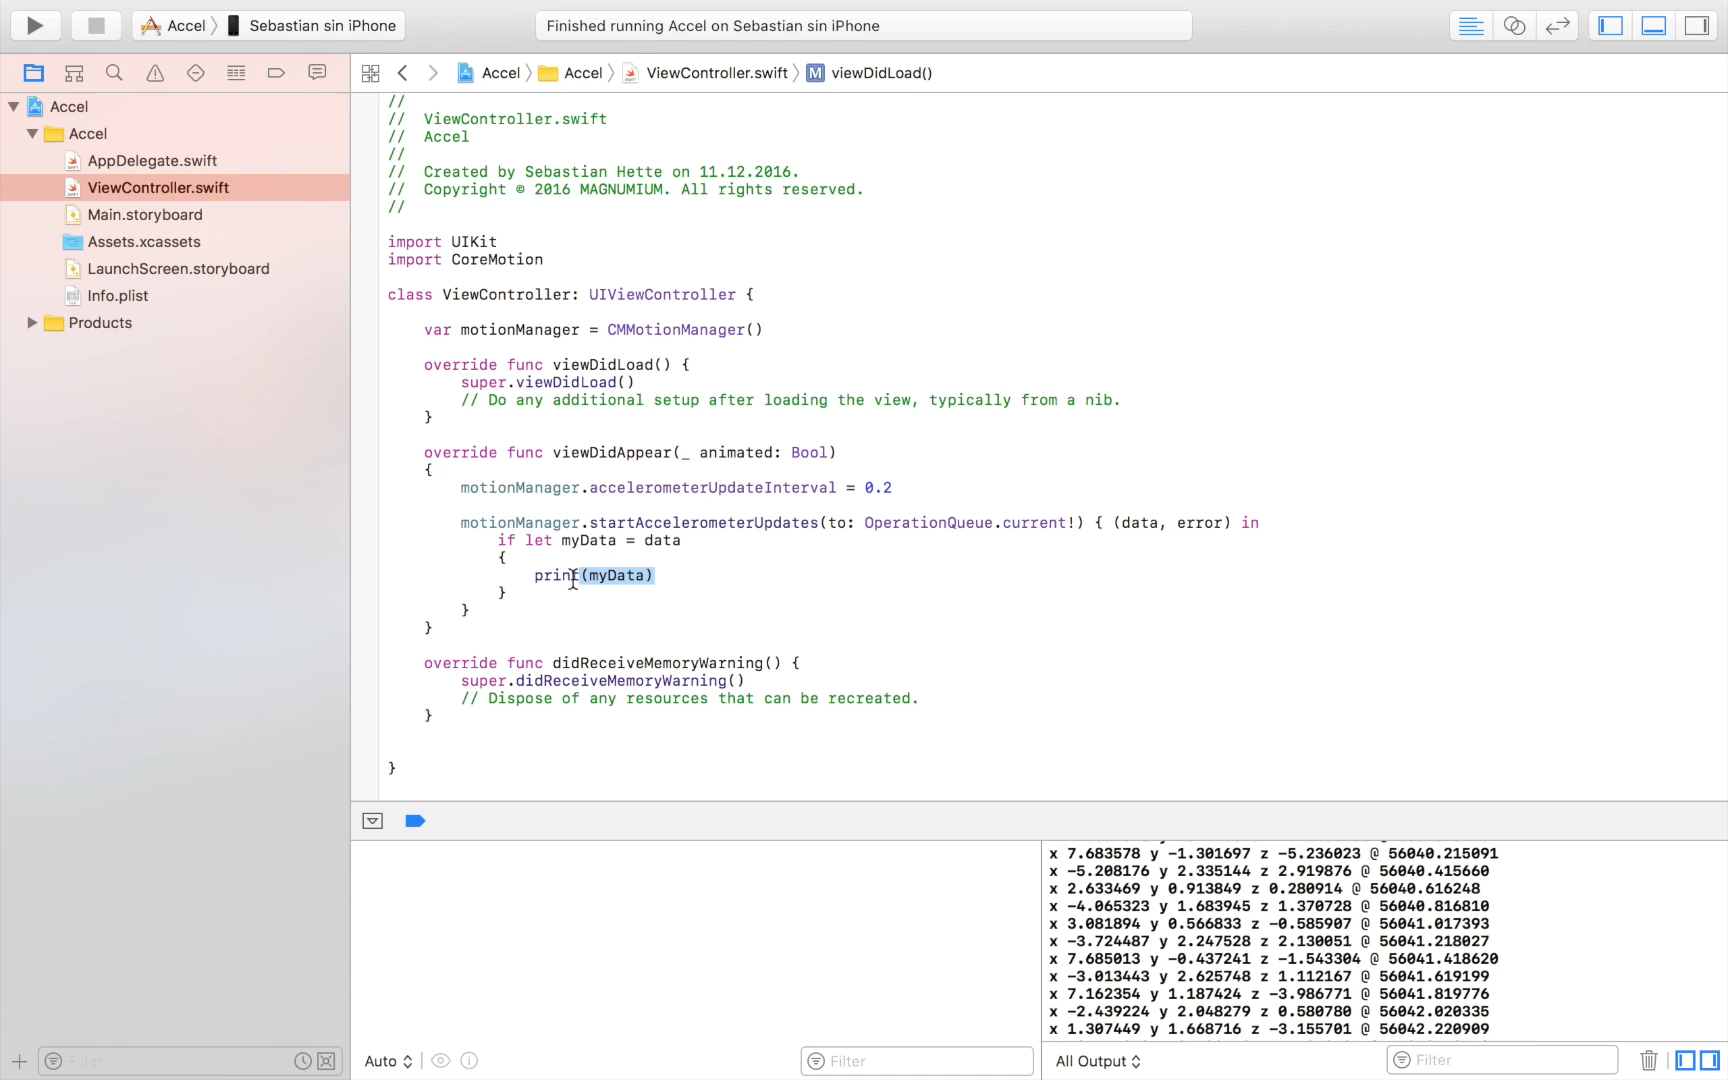 Accel Sebastian sin iPhone
Finished running Accel on Sebastian sin iPhone
Accel Accel ViewController.swift M viewDidLoad()
Accel
Accel
AppDelegate.swift
ViewController.swift
Main.storyboard
Assets.xcassets
LaunchScreen.storyboard
Info.plist
Products
//
// ViewController.swift
// Accel
//
// Created by Sebastian Hette on 11.12.2016.
// Copyright © 2016 MAGNUMIUM. All rights reserved.
//
import UIKit
import CoreMotion
class ViewController: UIViewController {
var motionManager = CMMotionManager()
override func viewDidLoad() {
super.viewDidLoad()
// Do any additional setup after loading the view, typically from a nib.
}
override func viewDidAppear(_ animated: Bool)
{
motionManager.accelerometerUpdateInterval = 0.2
motionManager.startAccelerometerUpdates(to: OperationQueue.current!) { (data, error) in
if let myData = data
{
print(myData)
}
}
}
override func didReceiveMemoryWarning() {
super.didReceiveMemoryWarning()
// Dispose of any resources that can be recreated.
}
}
x 7.683578 y -1.301697 z -5.236023 @ 56040.215091
x -5.208176 y 2.335144 z 2.919876 @ 56040.415660
x 2.633469 y 0.913849 z 0.280914 @ 56040.616248
x -4.065323 y 1.683945 z 1.370728 @ 56040.816810
x 3.081894 y 0.566833 z -0.585907 @ 56041.017393
x -3.724487 y 2.247528 z 2.130051 @ 56041.218027
x 7.685013 y -0.437241 z -1.543304 @ 56041.418620
x -3.013443 y 2.625748 z 1.112167 @ 56041.619199
x 7.162354 y 1.187424 z -3.986771 @ 56041.819776
x -2.439224 y 2.048279 z 0.580780 @ 56042.020335
x 1.307449 y 1.668716 z -3.155701 @ 56042.220909
Filter
Auto
Filter
All Output
Filter